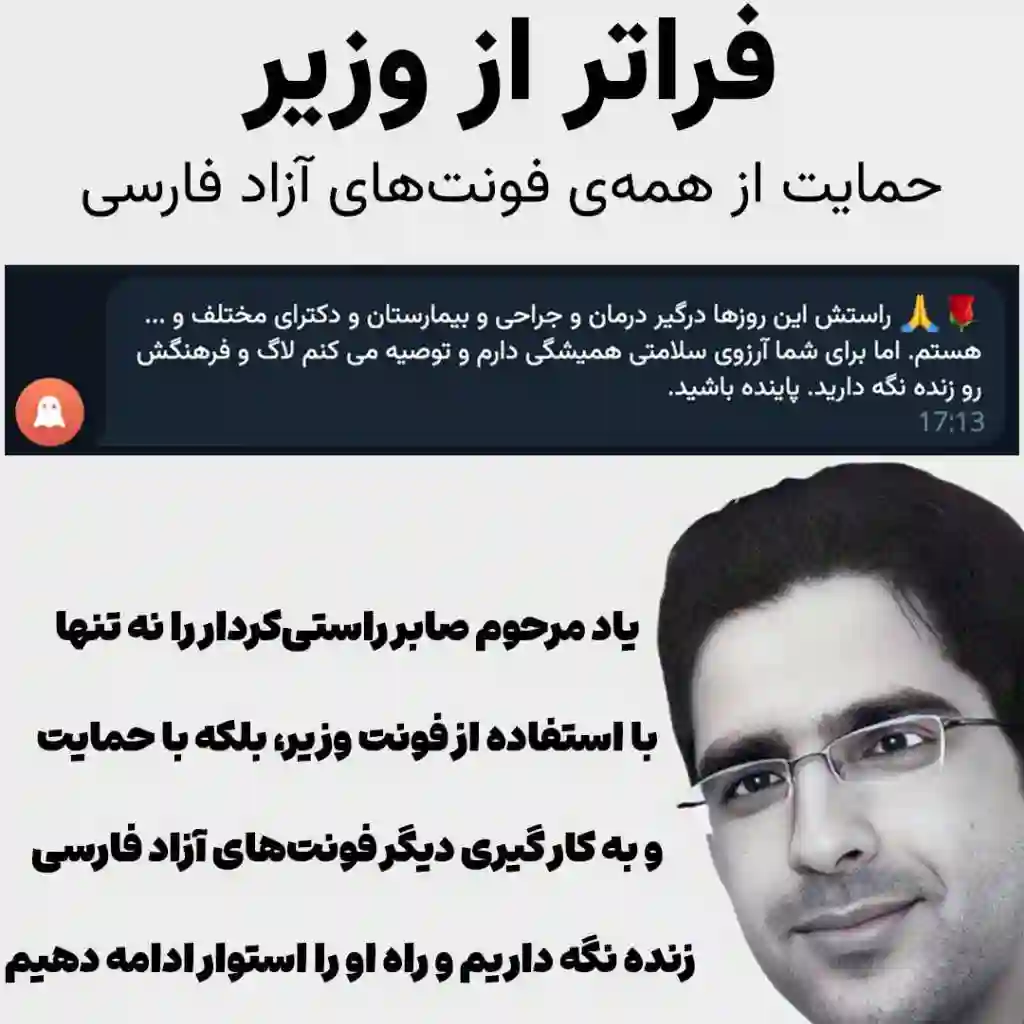 فراتر از وزیر
حمایت از همه‌ی فونت‌های آزاد فارسی
🌹🙏 راستش این روزها درگیر درمان و جراحی و بیمارستان و دکترای مختلف و ...
هستم. اما برای شما آرزوی سلامتی همیشگی دارم و توصیه می کنم لاگ و فرهنگش
رو زنده نگه دارید. پاینده باشید.
17:13
یاد مرحوم صابر راستی‌کردار را نه تنها
با استفاده از فونت وزیر، بلکه با حمایت
و به کار گیری دیگر فونت‌های آزاد فارسی
زنده نگه داریم و راه او را استوار ادامه دهیم